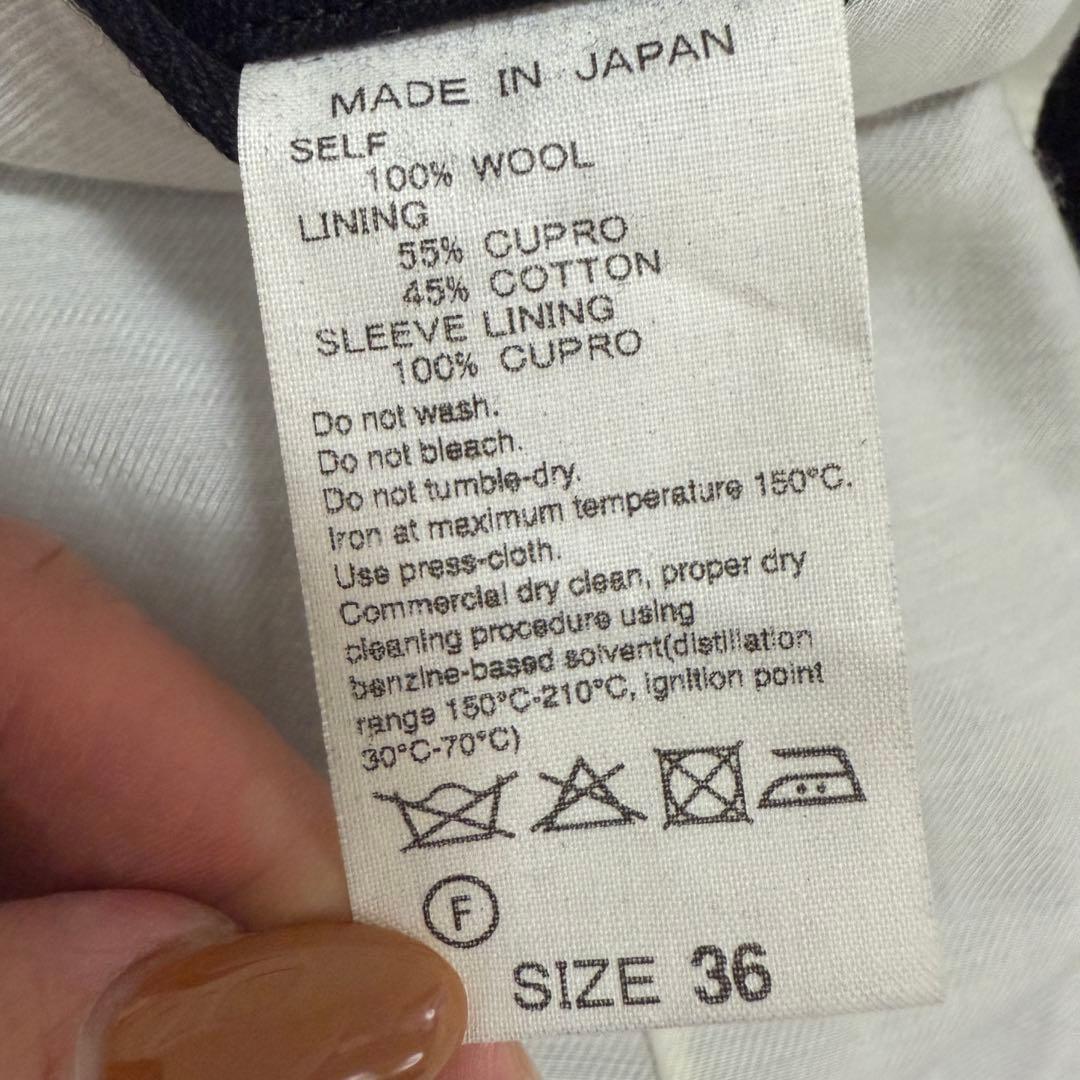 MADE IN JAPAN
SELF
100% WOOL
LINING
55% CUPRO
45% COTTON
SLEEVE LINING
100% CUPRO
Do not wash.
Do not bleach.
Do not tumble-dry.
Iron at maximum temperature 150°C.
Use press-cloth.
Commercial dry clean, proper dry
cleaning procedure using
benzine-based solvent(distillation
range 150°C-210°C, ignition point
30°C-70°C)
F
SIZE 36